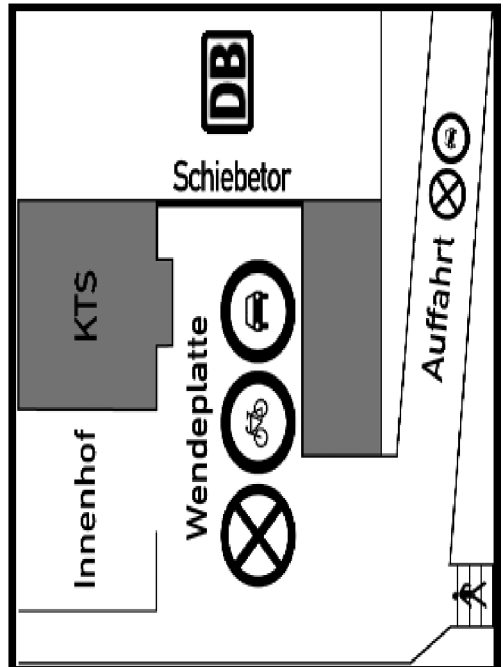 DB
Schiebetor
KTS
Wendeplatte
Auffahrt
Innenhof